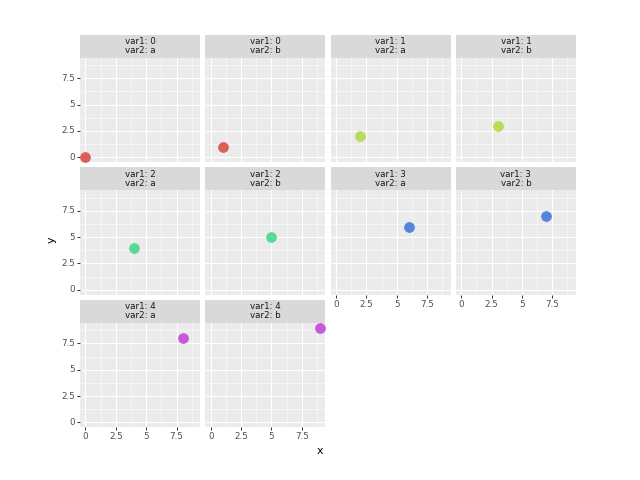 var1: 0
var2: a
var1: 0
var2: b
var1: 1
var2: a
var1: 1
var2: b
7.5
5
2.5
0
var1: 2
var2: a
var1: 2
var2: b
var1: 3
var2: a
var1: 3
var2: b
7.5
5
2.5
0
0 2.5 5 7.5
0 2.5 5 7.5
y
var1: 4
var2: a
var1: 4
var2: b
7.5
5
2.5
0
0 2.5 5 7.5
0 2.5 5 7.5
x